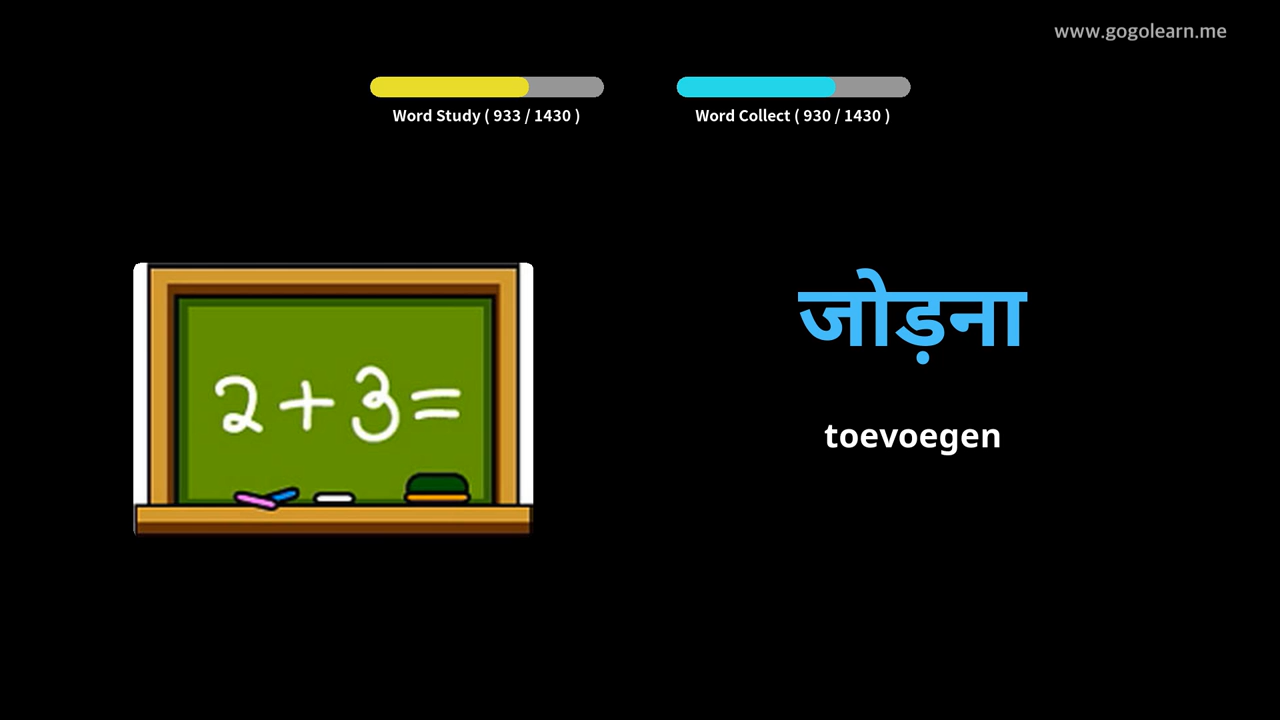 www.gogolearn.me
Word Study ( 933 / 1430 )
Word Collect ( 930 / 1430 )
2 + 3 =
जोड़ना
toevoegen